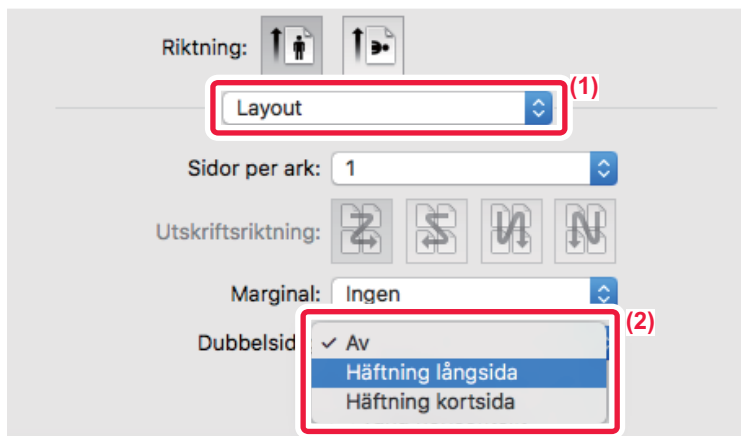 Riktning:
(1)
Layout
Sidor per ark: 1
Utskriftsriktning:
Marginal: Ingen
(2)
Dubbelsid ✓ Av
Häftning långsida
Häftning kortsida